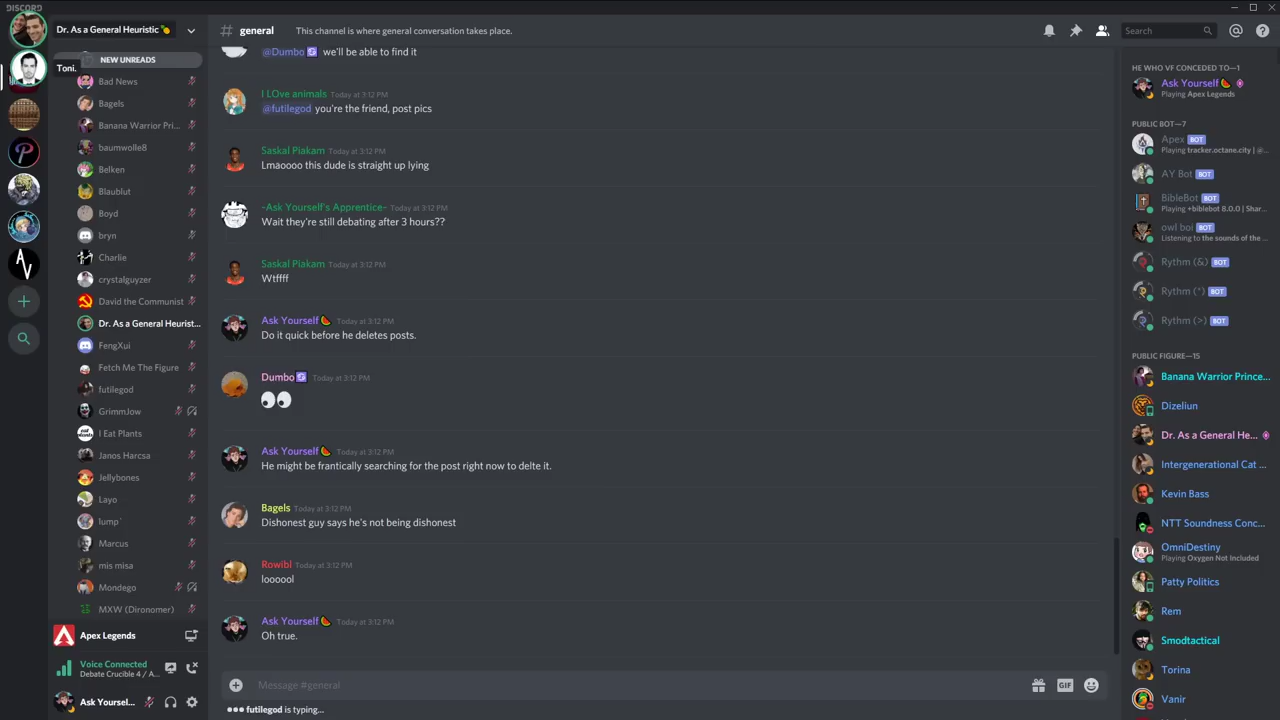 DISCORD
Dr. As a General Heuristic
general
This channel is where general conversation takes place.
Search
Toni.
NEW UNREADS
Bad News
Bagels
Banana Warrior Pri...
baumwolle8
Belken
Blaublut
Boyd
bryn
Charlie
crystalguyzer
David the Communist
Dr. As a General Heurist...
FengXui
Fetch Me The Figure
futilegod
GrimmJow
I Eat Plants
Janos Harcsa
Jellybones
Layo
lump`
Marcus
mis misa
Mondego
MXW (Dironomer)
Apex Legends
Voice Connected
Debate Crucible 4 / A...
Ask Yoursel...
@Dumbo we'll be able to find it
I LOve animals Today at 3:12 PM
@futilegod you're the friend, post pics
Saskal Piakam Today at 3:12 PM
Lmaoooo this dude is straight up lying
-Ask Yourself's Apprentice- Today at 3:12 PM
Wait they're still debating after 3 hours??
Saskal Piakam Today at 3:12 PM
Wtffff
Ask Yourself Today at 3:12 PM
Do it quick before he deletes posts.
Dumbo Today at 3:12 PM
Ask Yourself Today at 3:12 PM
He might be frantically searching for the post right now to delte it.
Bagels Today at 3:12 PM
Dishonest guy says he's not being dishonest
Rowibl Today at 3:12 PM
loooool
Ask Yourself Today at 3:12 PM
Oh true.
Message #general
GIF
futilegod is typing...
HE WHO VF CONCEDED TO—1
Ask Yourself
Playing Apex Legends
PUBLIC BOT—7
Apex BOT
Playing tracker.octane.city | @...
AY Bot BOT
BibleBot BOT
Playing +biblebot 8.0.0 | Shar...
owl boi BOT
Listening to the sounds of the...
Rythm (&) BOT
Rythm (*) BOT
Rythm (>) BOT
PUBLIC FIGURE—15
Banana Warrior Prince...
Dizeliun
Dr. As a General He...
Intergenerational Cat ...
Kevin Bass
NTT Soundness Conc...
OmniDestiny
Playing Oxygen Not Included
Patty Politics
Rem
Smodtactical
Torina
Vanir